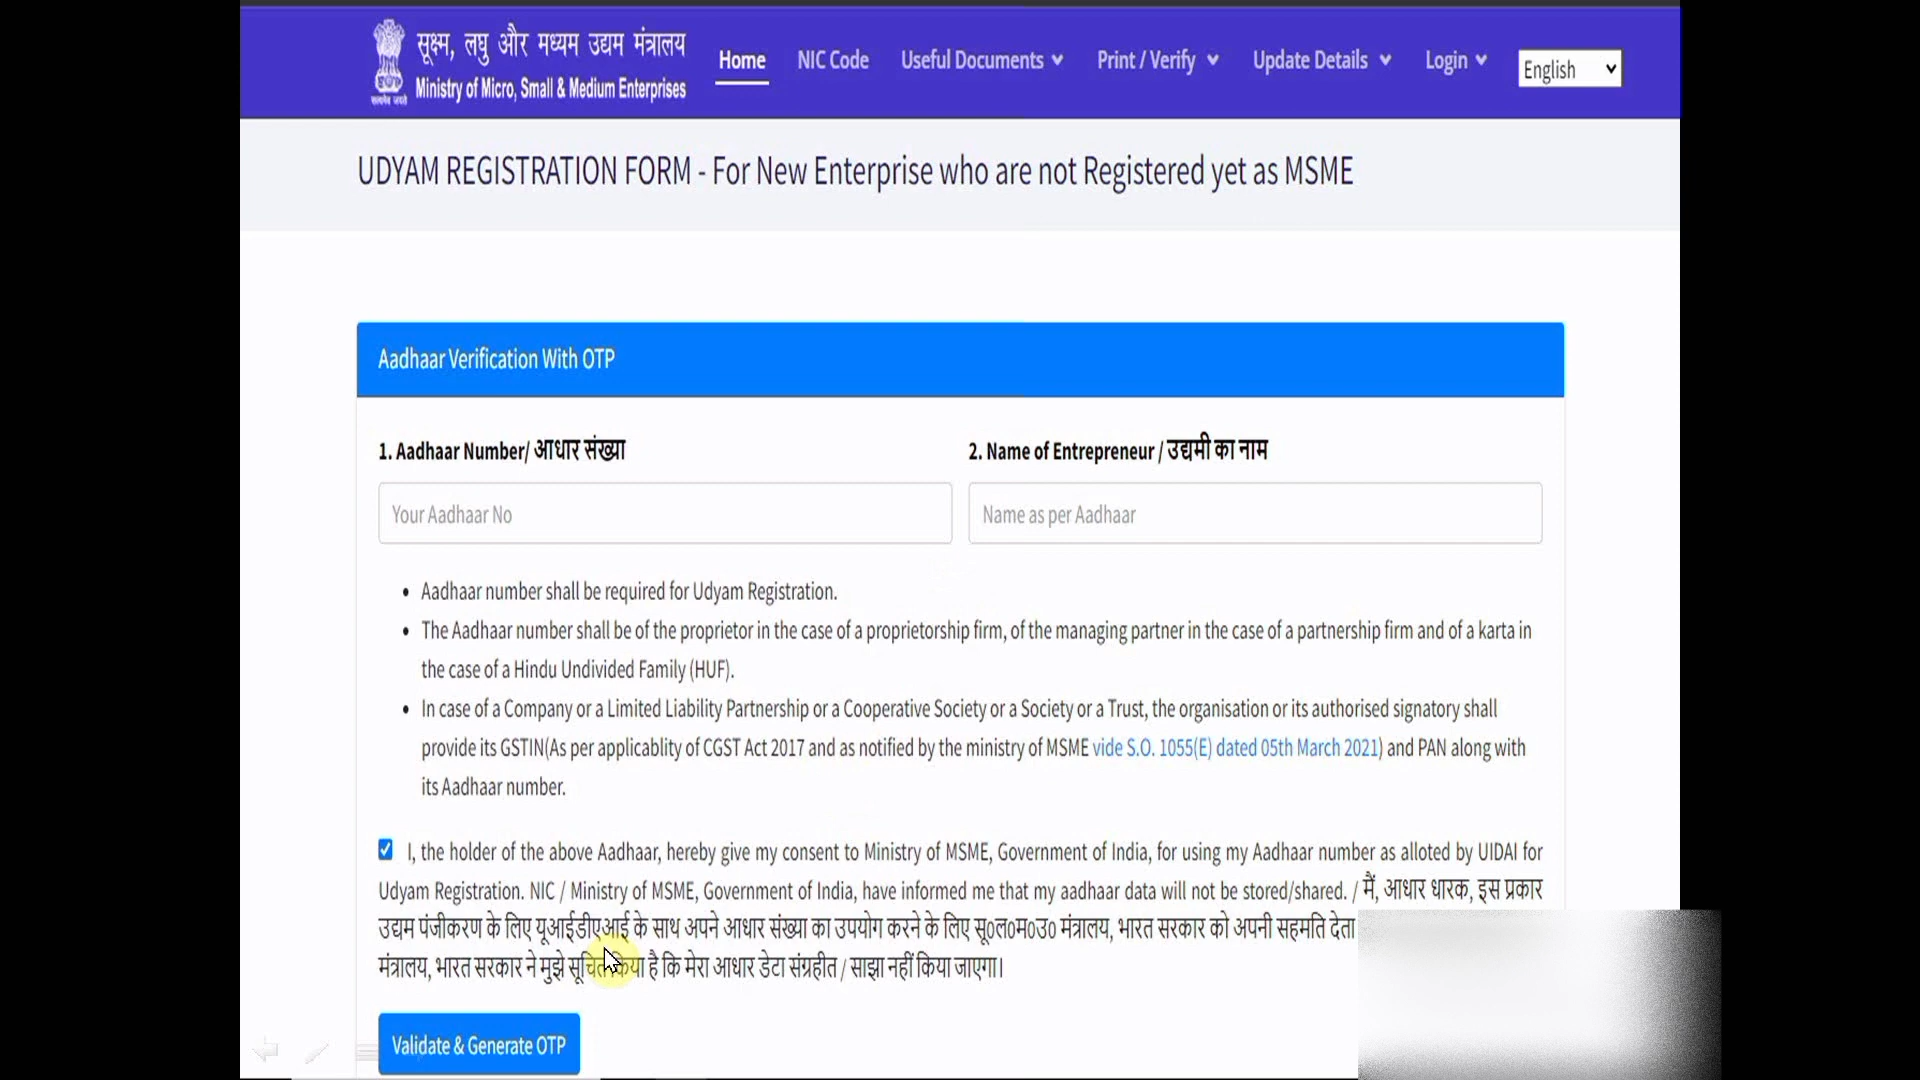 सूक्ष्म, लघु और मध्यम उद्यम मंत्रालय
Ministry of Micro, Small & Medium Enterprises
सत्यमेव जयते
Home NIC Code Useful Documents Print / Verify Update Details Login English
UDYAM REGISTRATION FORM - For New Enterprise who are not Registered yet as MSME
Aadhaar Verification With OTP
1. Aadhaar Number/ आधार संख्या
2. Name of Entrepreneur / उद्यमी का नाम
Your Aadhaar No
Name as per Aadhaar
Aadhaar number shall be required for Udyam Registration.
The Aadhaar number shall be of the proprietor in the case of a proprietorship firm, of the managing partner in the case of a partnership firm and of a karta in
the case of a Hindu Undivided Family (HUF).
In case of a Company or a Limited Liability Partnership or a Cooperative Society or a Society or a Trust, the organisation or its authorised signatory shall
provide its GSTIN(As per applicablity of CGST Act 2017 and as notified by the ministry of MSME vide S.O. 1055(E) dated 05th March 2021) and PAN along with
its Aadhaar number.
I, the holder of the above Aadhaar, hereby give my consent to Ministry of MSME, Government of India, for using my Aadhaar number as alloted by UIDAI for
Udyam Registration. NIC / Ministry of MSME, Government of India, have informed me that my aadhaar data will not be stored/shared. / मैं, आधार धारक, इस प्रकार
उद्यम पंजीकरण के लिए यूआईडीएआई के साथ अपने आधार संख्या का उपयोग करने के लिए सू0ल0म0उ0 मंत्रालय, भारत सरकार को अपनी सहमति देता
मंत्रालय, भारत सरकार ने मुझे सूचित किया है कि मेरा आधार डेटा संग्रहीत / साझा नहीं किया जाएगा।
Validate & Generate OTP